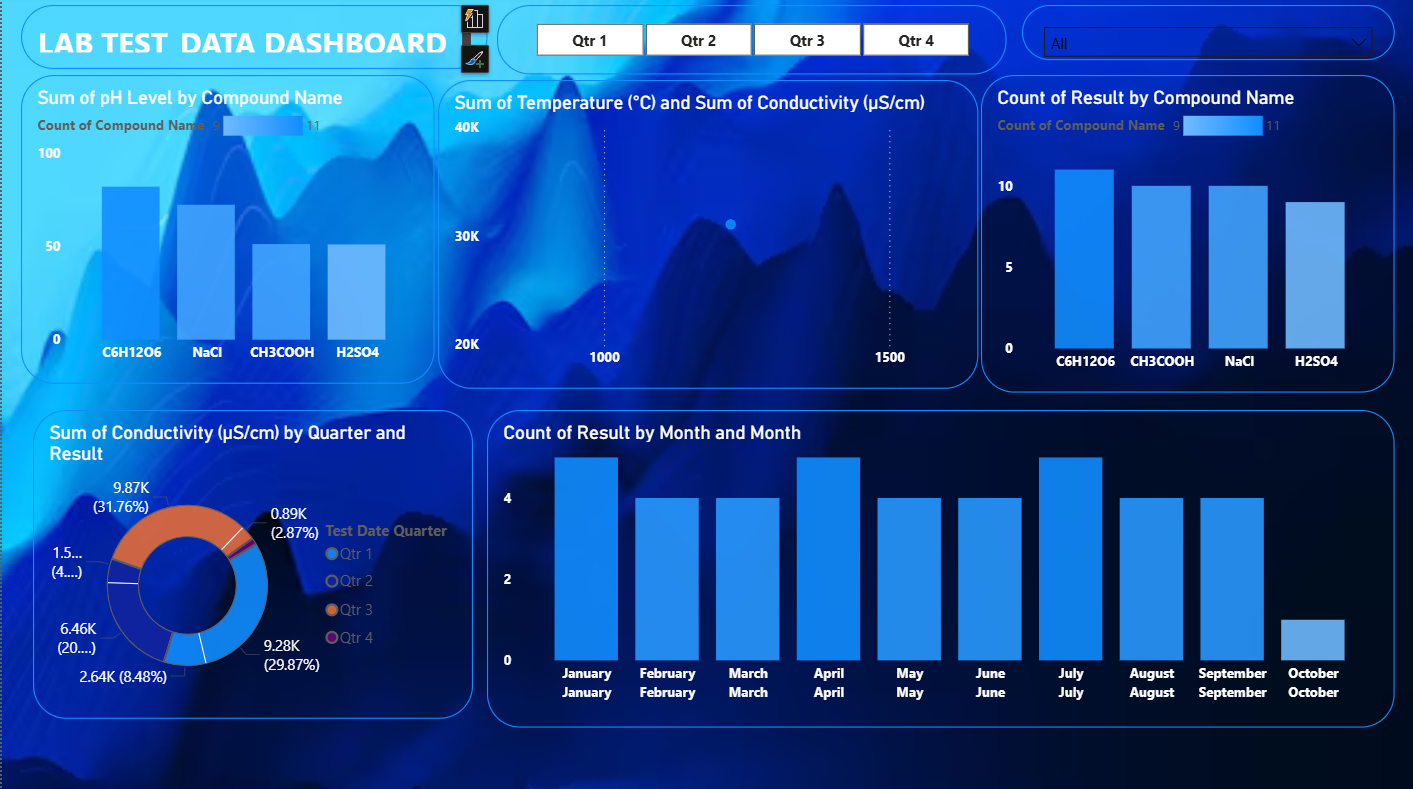 LAB TEST DATA DASHBOARD
Qtr 1
Qtr 2
Qtr 3
Qtr 4
All
Sum of pH Level by Compound Name
Count of Compound Name 9 11
100
50
0
C6H12O6 NaCl CH3COOH H2SO4
Sum of Temperature (°C) and Sum of Conductivity (µS/cm)
40K
30K
20K
1000 1500
Count of Result by Compound Name
Count of Compound Name 9 11
10
5
0
C6H12O6 CH3COOH NaCl H2SO4
Sum of Conductivity (µS/cm) by Quarter and
Result
9.87K
(31.76%)
0.89K
(2.87%)
1.5...
(4....)
6.46K
(20....)
2.64K (8.48%)
9.28K
(29.87%)
Test Date Quarter
Qtr 1
Qtr 2
Qtr 3
Qtr 4
Count of Result by Month and Month
4
2
0
January February March April May June July August September October
January February March April May June July August September October